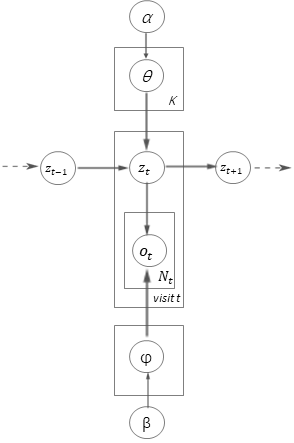 α
θ
K
z_{t−1} z_t z_{t+1}
o_t
N_t
visit t
φ
β